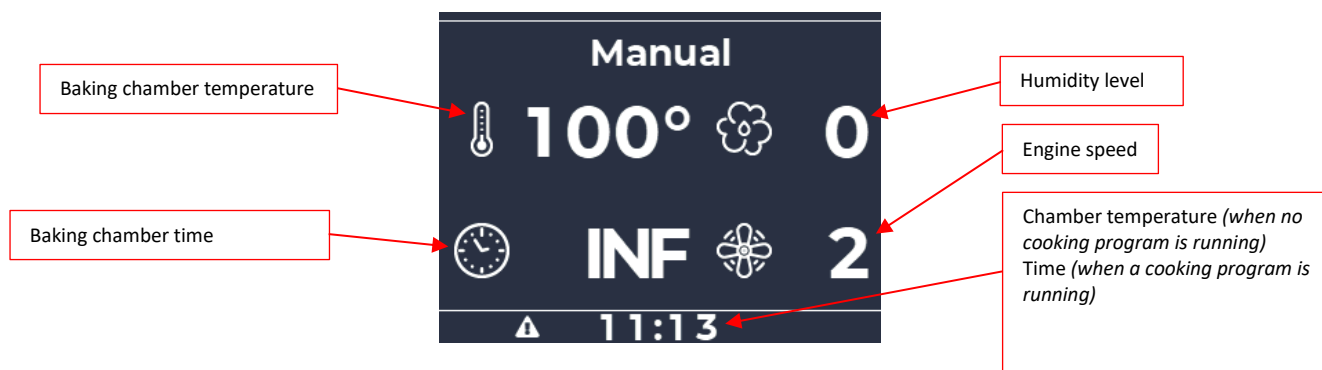 Manual
Baking chamber temperature
100°
0
Humidity level
Engine speed
Baking chamber time
INF
2
Chamber temperature (when no
cooking program is running)
Time (when a cooking program is
running)
11:13